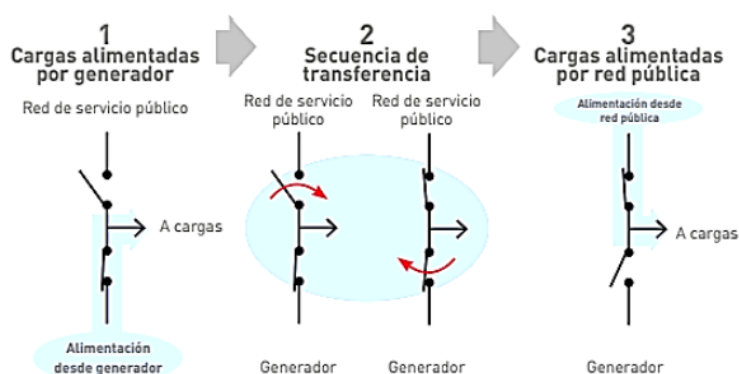 1
Cargas alimentadas
por generador
2
Secuencia de
transferencia
3
Cargas alimentadas
por red pública
Red de servicio público
Red de servicio
público
Red de servicio
público
Alimentación desde
red pública
A cargas
A cargas
Alimentación
desde generador
Generador
Generador
Generador